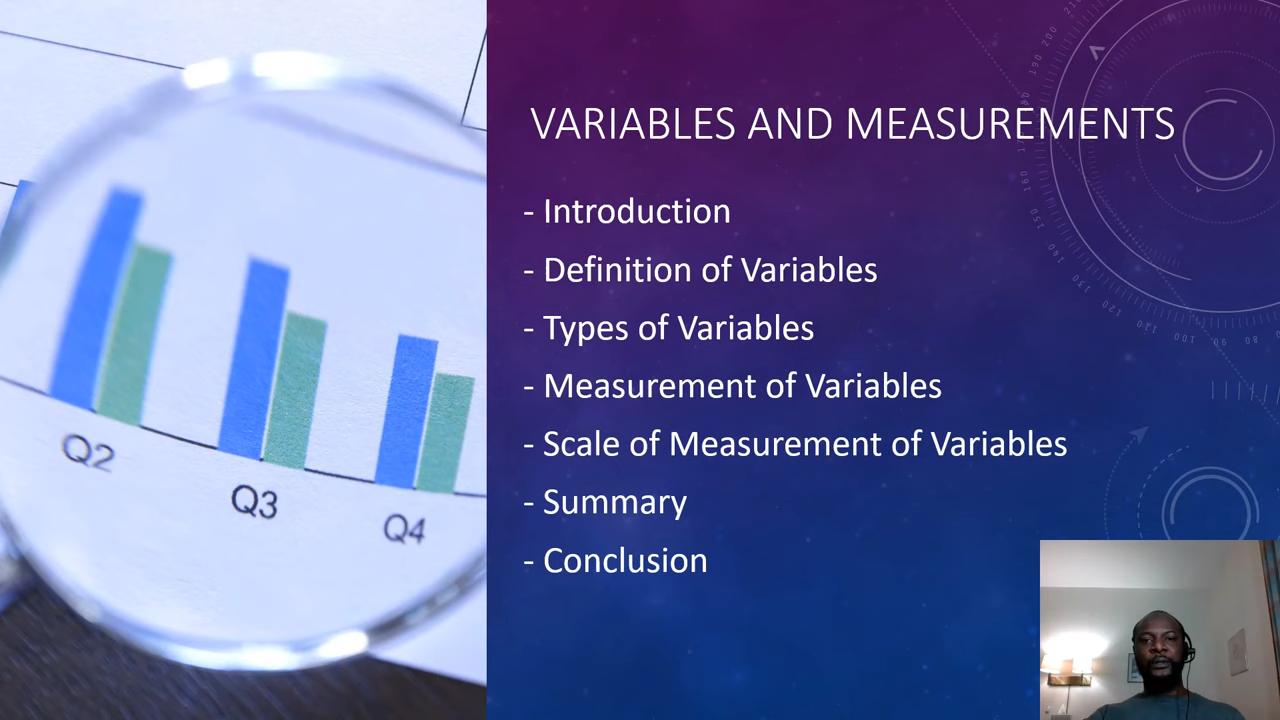 VARIABLES AND MEASUREMENTS
- Introduction
- Definition of Variables
- Types of Variables
- Measurement of Variables
- Scale of Measurement of Variables
- Summary
- Conclusion
Q2
Q3
Q4